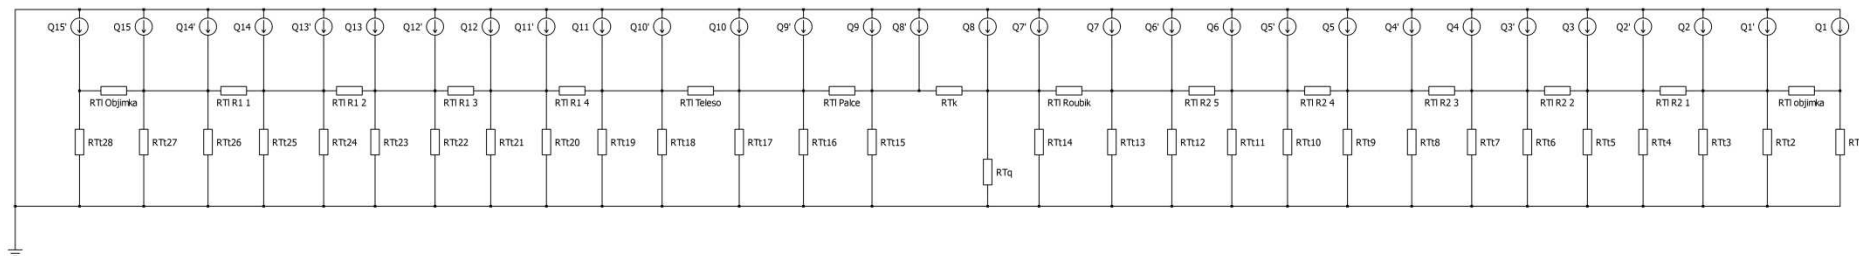 Q15' Q15 Q14' Q14 Q13' Q13 Q12' Q12 Q11' Q11 Q10' Q10 Q9' Q9 Q8' Q8 Q7' Q7 Q6' Q6 Q5' Q5 Q4' Q4 Q3' Q3 Q2' Q2 Q1' Q1
RTl Objimka RTl R1 1 RTl R1 2 RTl R1 3 RTl R1 4 RTl Teleso RTl Palce RTk RTl Roubik RTl R2 5 RTl R2 4 RTl R2 3 RTl R2 2 RTl R2 1 RTl objimka
RTt28 RTt27 RTt26 RTt25 RTt24 RTt23 RTt22 RTt21 RTt20 RTt19 RTt18 RTt17 RTt16 RTt15 RTt14 RTt13 RTt12 RTt11 RTt10 RTt9 RTt8 RTt7 RTt6 RTt5 RTt4 RTt3 RTt2
RTq